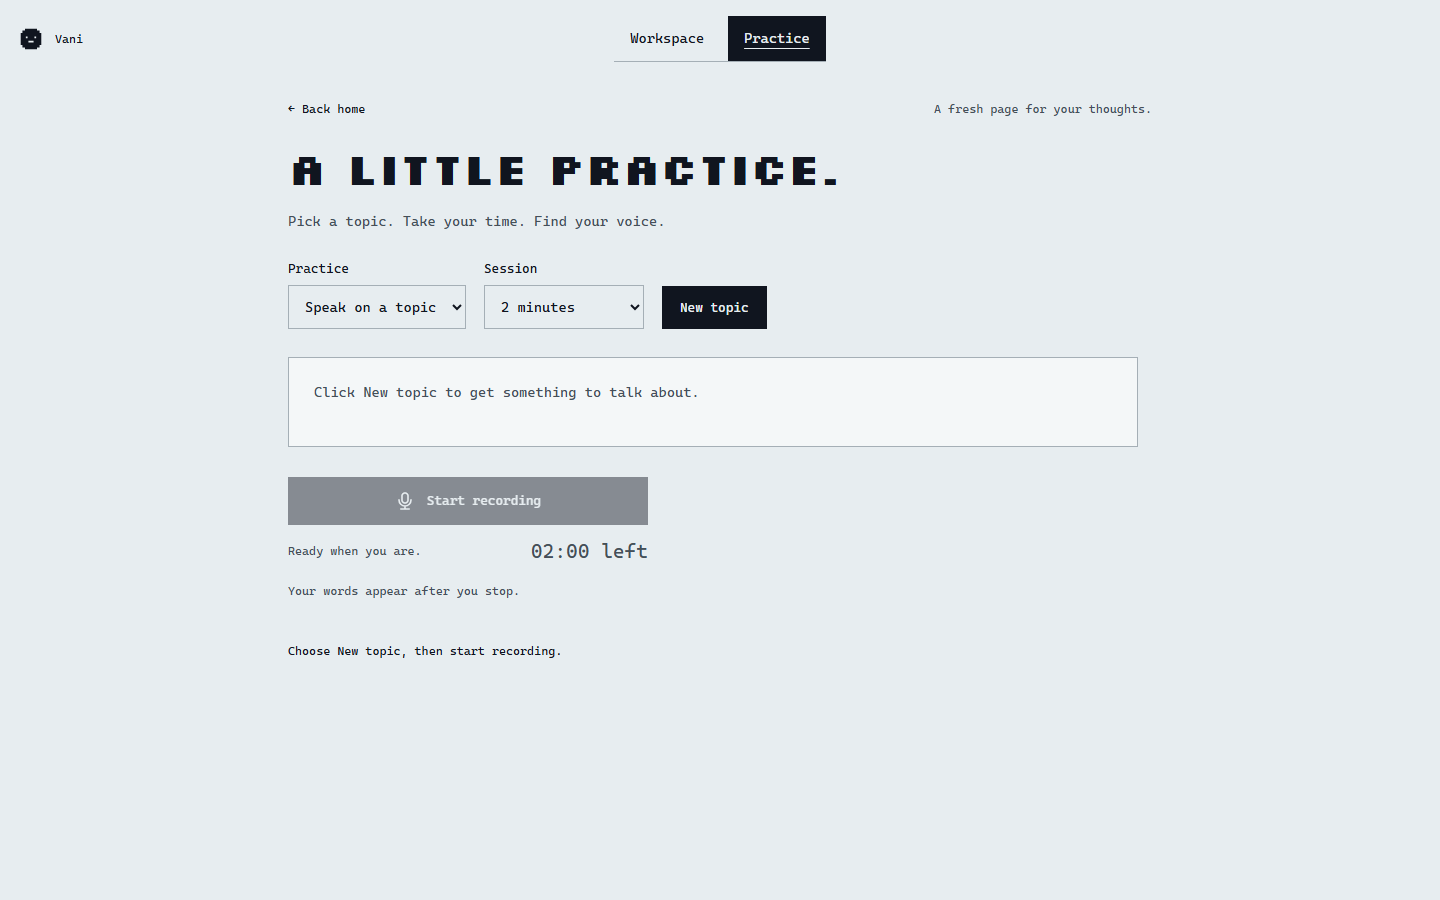 Vani
Workspace
Practice
← Back home
A fresh page for your thoughts.
A LITTLE PRACTICE.
Pick a topic. Take your time. Find your voice.
Practice
Session
Speak on a topic
2 minutes
New topic
Click New topic to get something to talk about.
Start recording
Ready when you are.
02:00 left
Your words appear after you stop.
Choose New topic, then start recording.